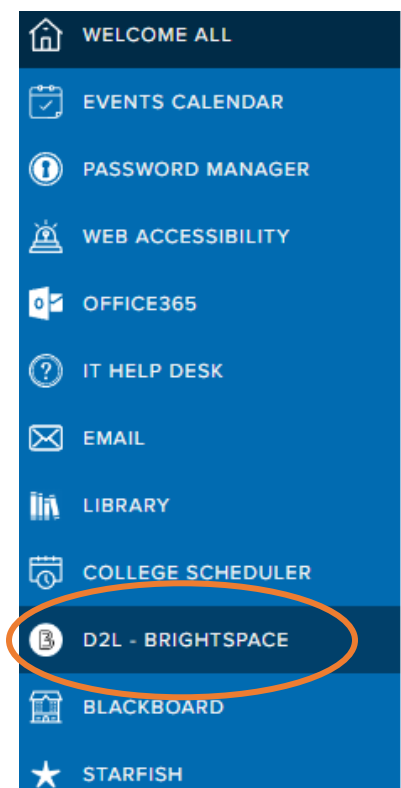 WELCOME ALL
EVENTS CALENDAR
PASSWORD MANAGER
WEB ACCESSIBILITY
OFFICE365
IT HELP DESK
EMAIL
LIBRARY
COLLEGE SCHEDULER
D2L - BRIGHTSPACE
BLACKBOARD
STARFISH